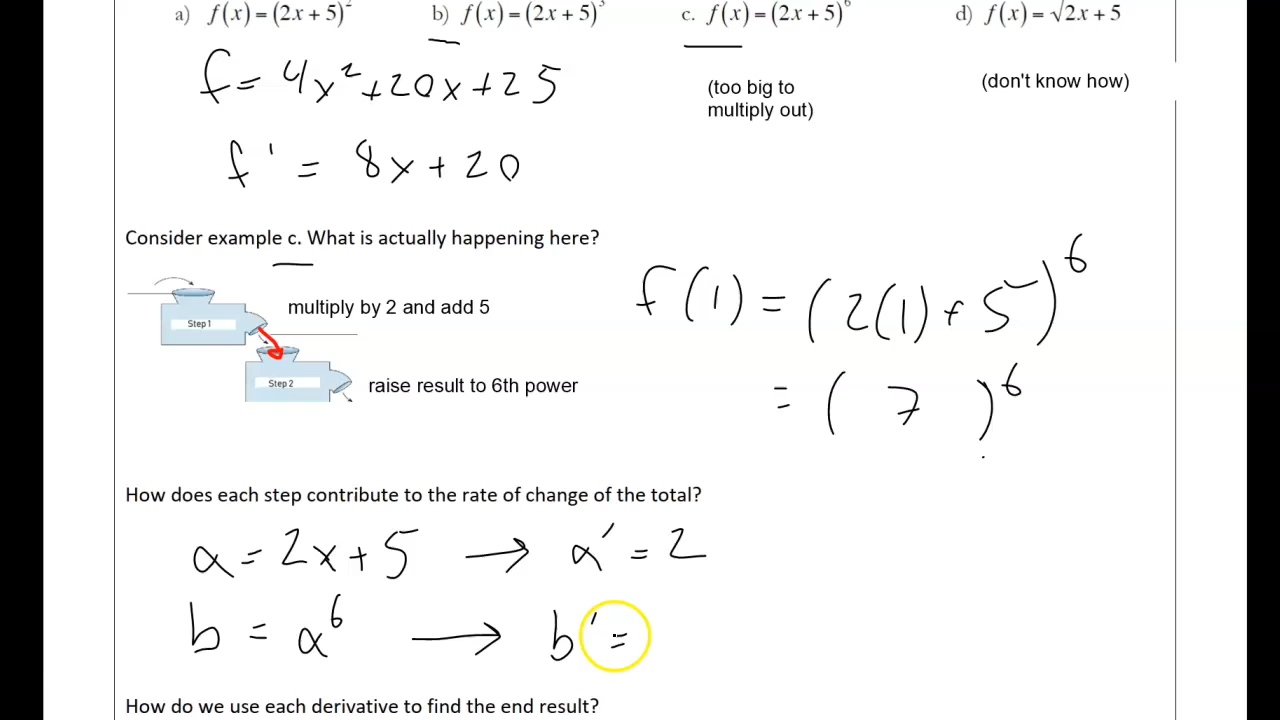 a) f(x) = (2x + 5)² b) f(x) = (2x + 5)³ c. f(x) = (2x + 5)⁶ d) f(x) = √2x + 5
f = 4x² + 20x + 25
(too big to
multiply out)
(don't know how)
f' = 8x + 20
Consider example c. What is actually happening here?
Step 1
multiply by 2 and add 5
Step 2
raise result to 6th power
f(1) = (2(1) + 5)⁶
= ( 7 )⁶
How does each step contribute to the rate of change of the total?
a = 2x + 5 → a' = 2
b = a⁶ → b' =
How do we use each derivative to find the end result?